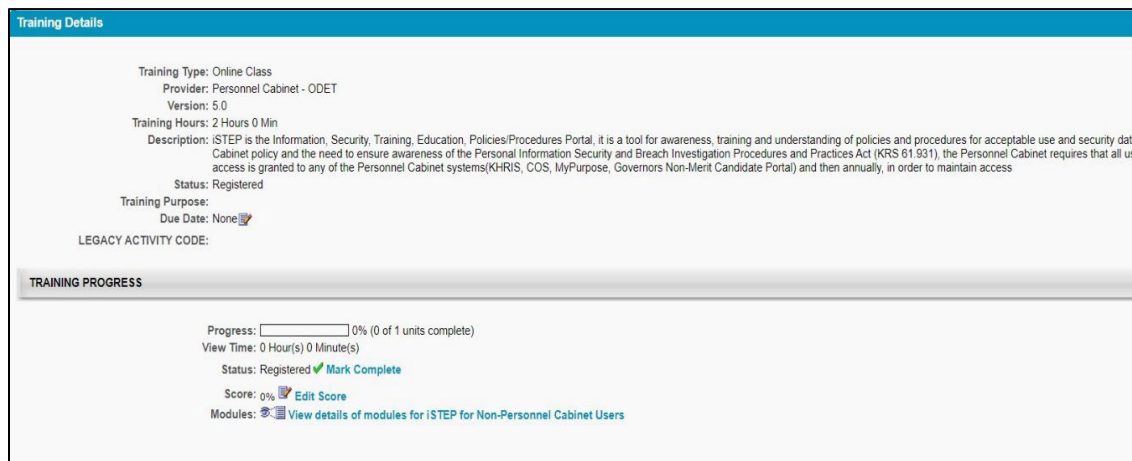 Training Details
Training Type: Online Class
Provider: Personnel Cabinet - ODET
Version: 5.0
Training Hours: 2 Hours 0 Min
Description: iSTEP is the Information, Security, Training, Education, Policies/Procedures Portal, it is a tool for awareness, training and understanding of policies and procedures for acceptable use and security dat
Cabinet policy and the need to ensure awareness of the Personal Information Security and Breach Investigation Procedures and Practices Act (KRS 61.931), the Personnel Cabinet requires that all us
access is granted to any of the Personnel Cabinet systems(KHRIS, COS, MyPurpose, Governors Non-Merit Candidate Portal) and then annually, in order to maintain access
Status: Registered
Training Purpose:
Due Date: None
LEGACY ACTIVITY CODE:
TRAINING PROGRESS
Progress: 0% (0 of 1 units complete)
View Time: 0 Hour(s) 0 Minute(s)
Status: Registered Mark Complete
Score: 0% Edit Score
Modules: View details of modules for iSTEP for Non-Personnel Cabinet Users